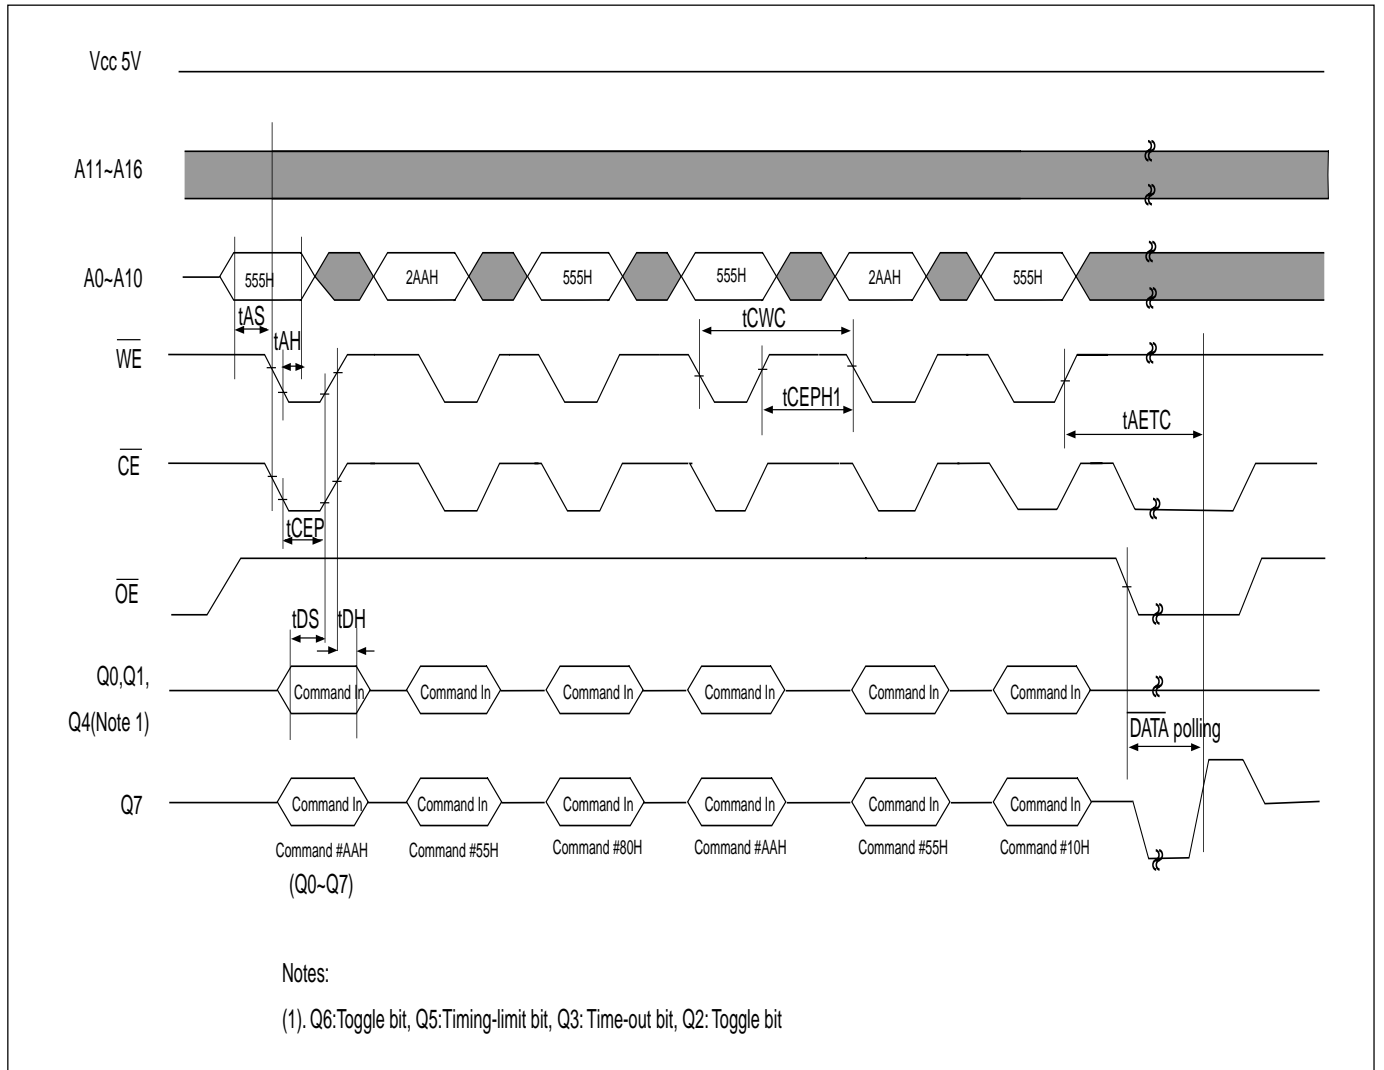 Vcc 5V
A11~A16
A0~A10
555H 2AAH 555H 555H 2AAH 555H
tAS
tAH
tCWC
WE
tCEPH1
tAETC
CE
tCEP
OE
tDS tDH
Q0,Q1,
Q4(Note 1)
Command In Command In Command In Command In Command In Command In
DATA polling
Q7
Command In Command In Command In Command In Command In Command In
Command #AAH Command #55H Command #80H Command #AAH Command #55H Command #10H
(Q0~Q7)
Notes:
(1). Q6:Toggle bit, Q5:Timing-limit bit, Q3: Time-out bit, Q2: Toggle bit